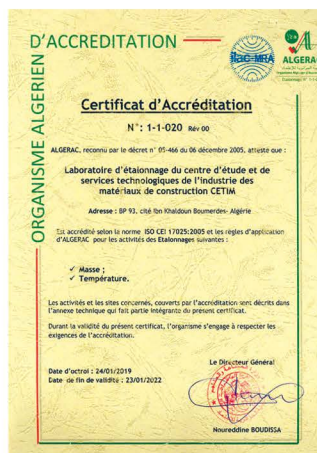 D'ACCREDITATION
ORGANISME ALGERIEN
ilac-MRA
ALGERAC
Certificat d'Accréditation
N°: 1-1-020 Rév 00
ALGERAC, reconnu par le décret n° 05-466 du 06 décembre 2005, atteste que :
Laboratoire d'étalonnage du centre d'étude et de
services technologiques de l'industrie des
matériaux de construction CETIM
Adresse : BP 93, cité Ibn Khaldoun Boumerdes- Algérie
Est accrédité selon la norme ISO CEI 17025:2005 et les règles d'application
d'ALGERAC pour les activités des Etalonnages suivantes :
✓ Masse ;
✓ Température.
Les activités et les sites concernés, couverts par l'accréditation sont décrits dans
l'annexe technique qui fait partie intégrante du présent certificat.
Durant la validité du présent certificat, l'organisme s'engage à respecter les
exigences de l'accréditation.
Le Directeur Général
Date d'octroi : 24/01/2019
Date de fin de validité : 23/01/2022
Noureddine BOUDISSA